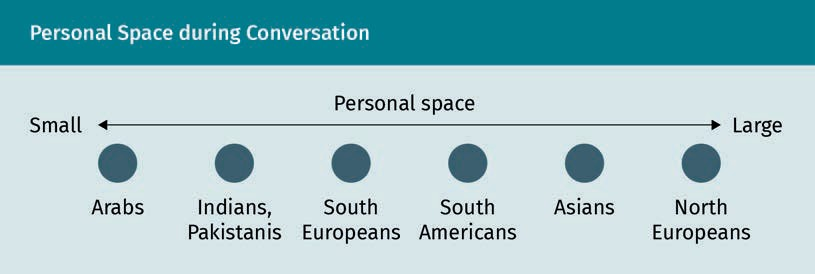 Personal Space during Conversation
Personal space
Small
Large
Arabs
Indians,
Pakistanis
South
Europeans
South
Americans
Asians
North
Europeans